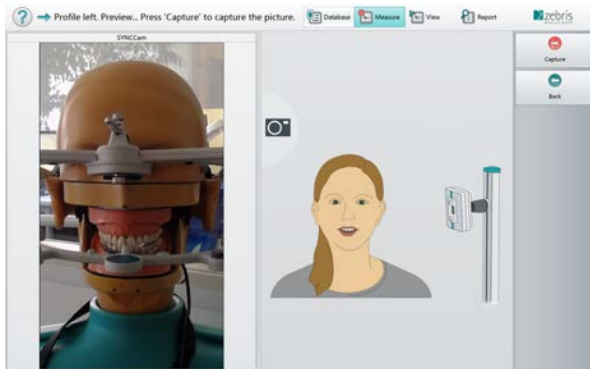 ? Profile left. Preview... Press 'Capture' to capture the picture. Database Measure View Report zebris
SYNCCam
Capture
Back